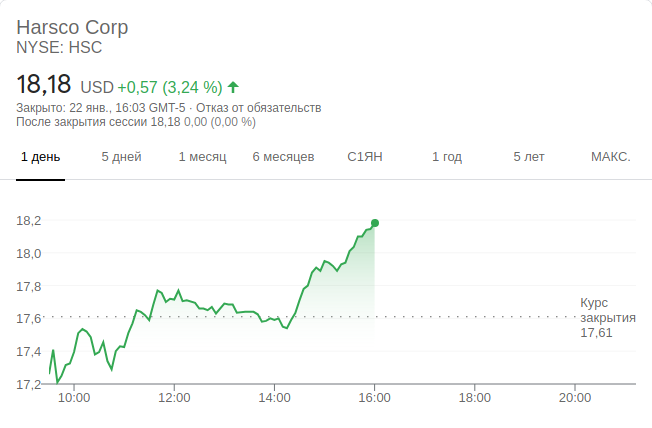 Harsco Corp
NYSE: HSC
18,18 USD +0,57 (3,24 %)
Закрыто: 22 янв., 16:03 GMT-5 · Отказ от обязательств
После закрытия сессии 18,18 0,00 (0,00 %)
1 день 5 дней 1 месяц 6 месяцев С1ЯН 1 год 5 лет МАКС.
18,2
18,0
17,8
17,6
17,4
17,2
Курс
закрытия
17,61
10:00 12:00 14:00 16:00 18:00 20:00